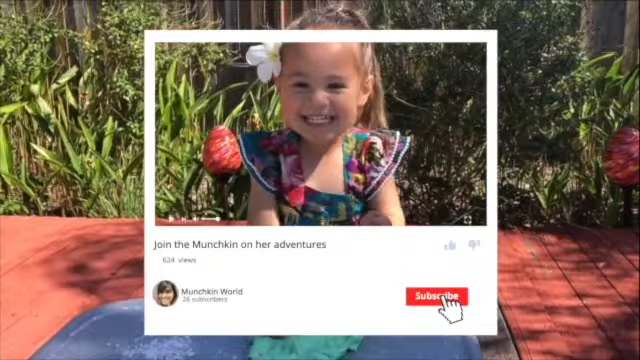 Join the Munchkin on her adventures
624 views
Munchkin World
26 subscribers
Subscribe